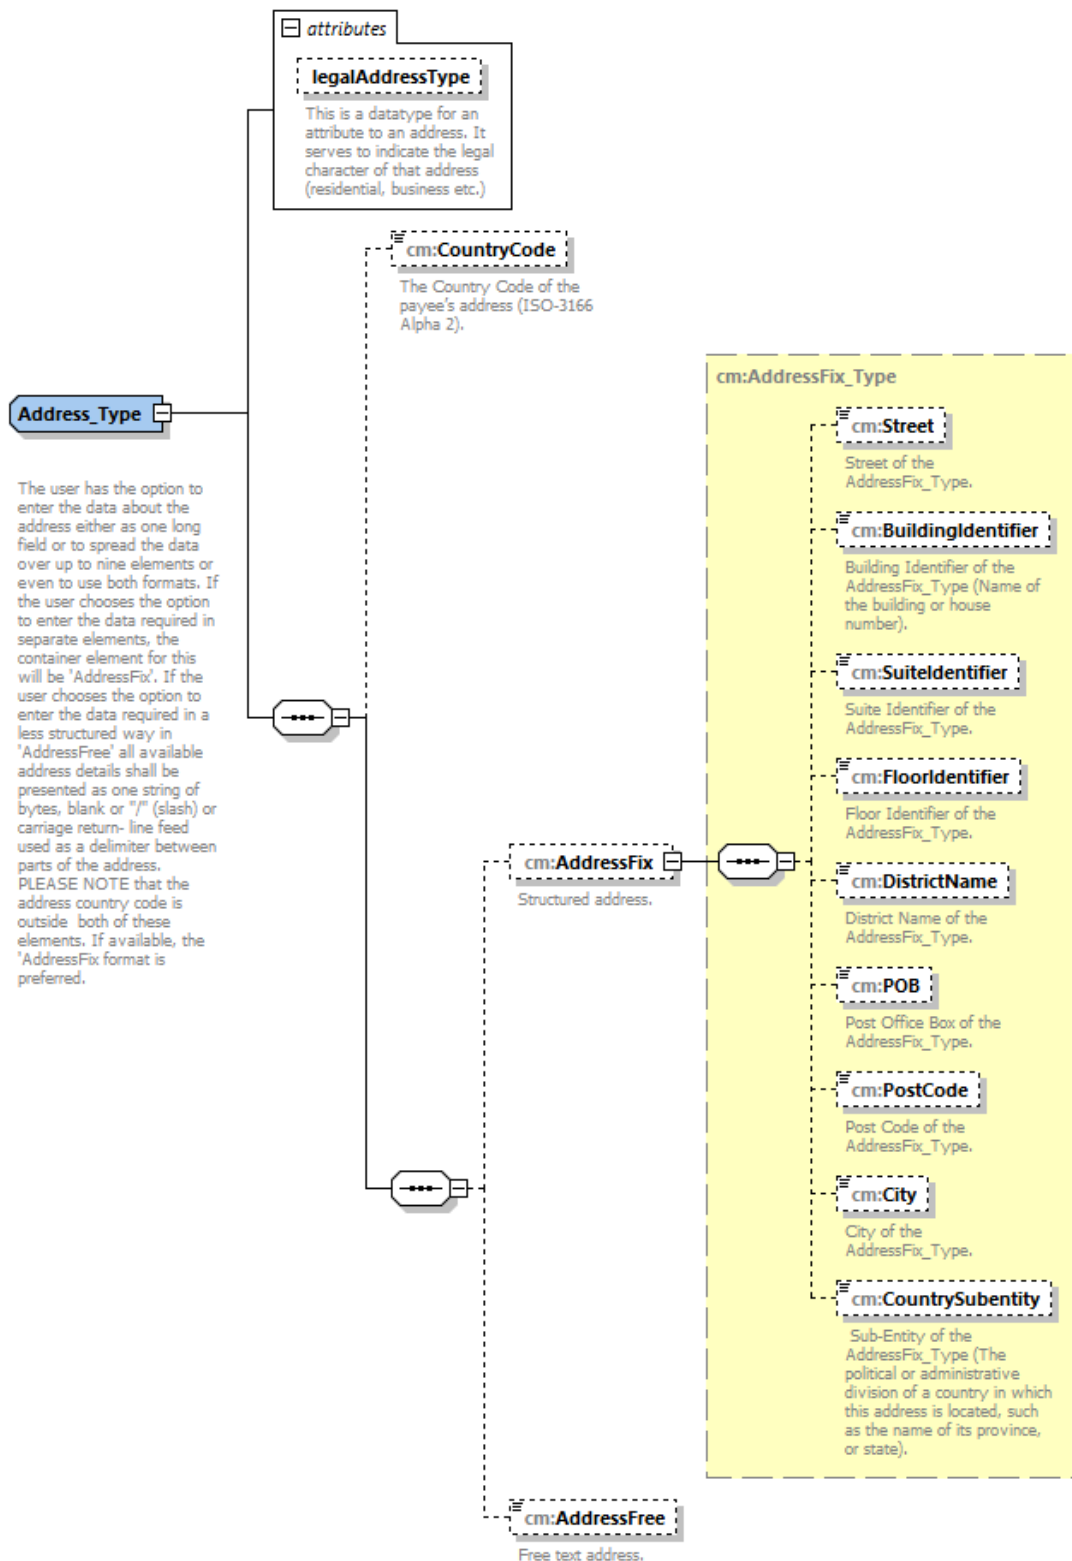 attributes
legalAddressType
This is a datatype for an
attribute to an address. It
serves to indicate the legal
character of that address
(residential, business etc.)
cm:CountryCode
The Country Code of the
payee's address (ISO-3166
Alpha 2).
Address_Type
The user has the option to
enter the data about the
address either as one long
field or to spread the data
over up to nine elements or
even to use both formats. If
the user chooses the option
to enter the data required in
separate elements, the
container element for this
will be 'AddressFix'. If the
user chooses the option to
enter the data required in a
less structured way in
'AddressFree' all available
address details shall be
presented as one string of
bytes, blank or "/" (slash) or
carriage return- line feed
used as a delimiter between
parts of the address.
PLEASE NOTE that the
address country code is
outside  both of these
elements. If available, the
'AddressFix format is
preferred.
cm:AddressFix
Structured address.
cm:AddressFix_Type
cm:Street
Street of the
AddressFix_Type.
cm:BuildingIdentifier
Building Identifier of the
AddressFix_Type (Name of
the building or house
number).
cm:SuiteIdentifier
Suite Identifier of the
AddressFix_Type.
cm:FloorIdentifier
Floor Identifier of the
AddressFix_Type.
cm:DistrictName
District Name of the
AddressFix_Type.
cm:POB
Post Office Box of the
AddressFix_Type.
cm:PostCode
Post Code of the
AddressFix_Type.
cm:City
City of the
AddressFix_Type.
cm:CountrySubentity
Sub-Entity of the
AddressFix_Type (The
political or administrative
division of a country in which
this address is located, such
as the name of its province,
or state).
cm:AddressFree
Free text address.